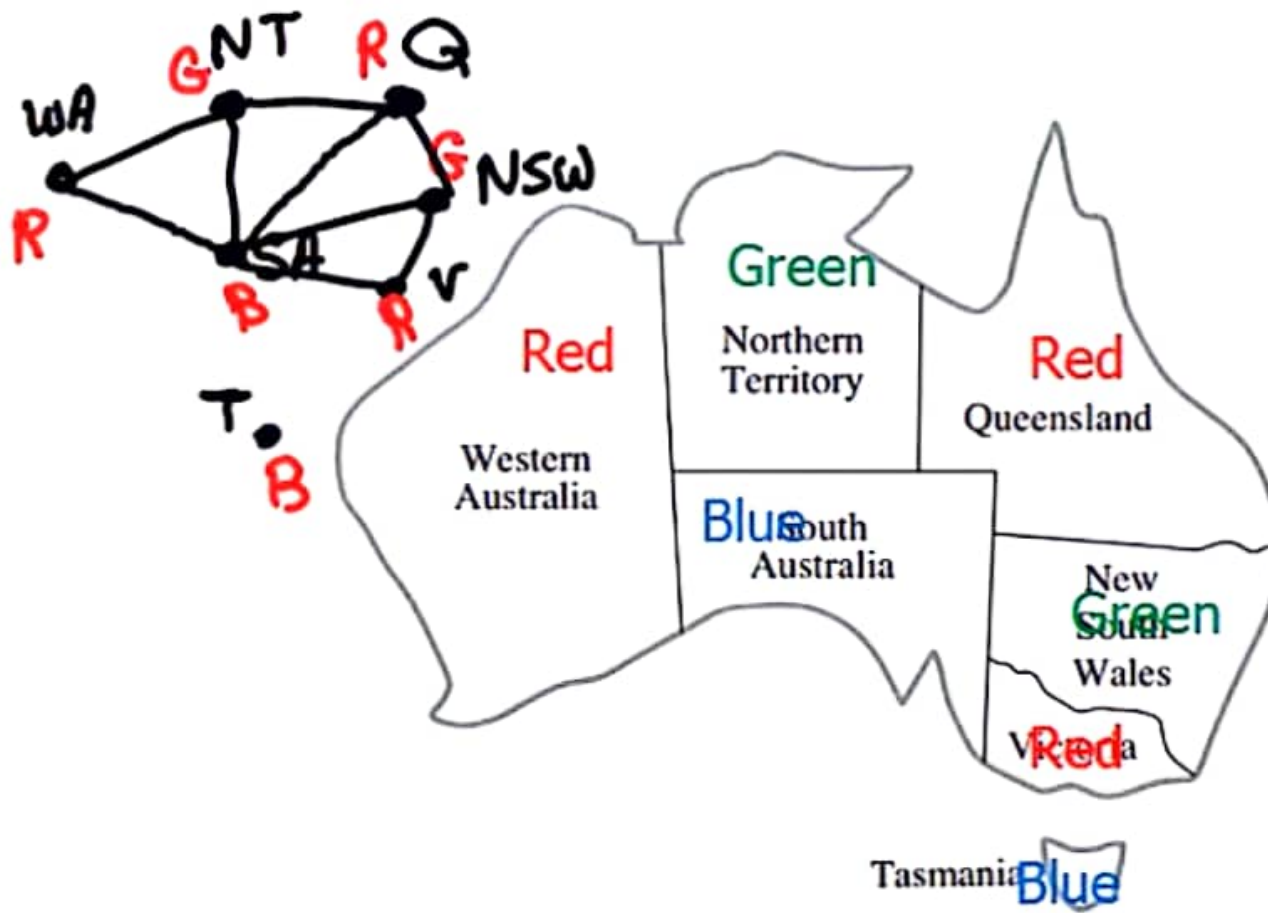 G NT
R Q
WA
G NSW
R
SA
B
V
R
T
B
Green
Red
Northern
Territory
Red
Queensland
Western
Australia
Blue
South
Australia
New
Green
South
Wales
Victoria
Red
Tasmania
Blue